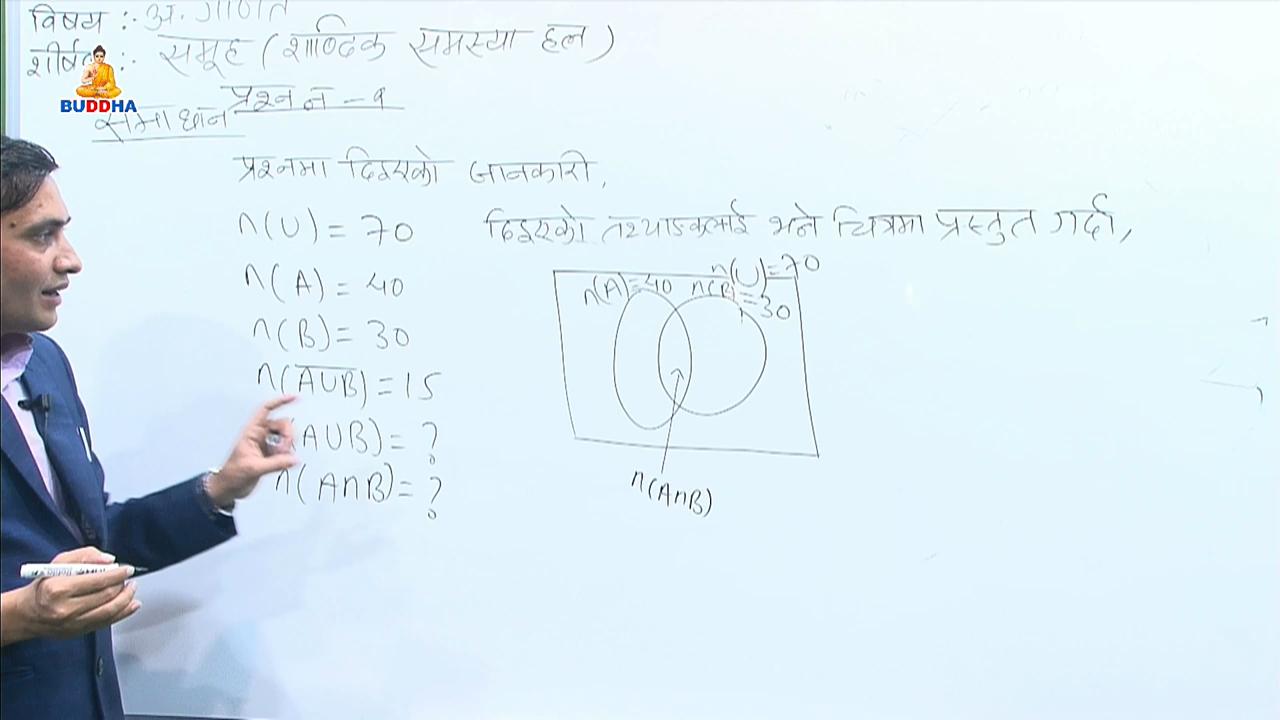 विषय :- अ. गणित
शीर्षक :- समूह (शाब्दिक समस्या हल)
BUDDHA
प्रश्न नं - १
समाधान
प्रश्नमा दिइएको जानकारी,
n(U) = 70
n(A) = 40
n(B) = 30
n(A̅U̅B̅) = 15
n(AUB) = ?
n(A∩B) = ?
दिइएको तथ्याङ्कलाई भेन चित्रमा प्रस्तुत गर्दा,
n(U) = 70
n(A) = 40
n(B) = 30
n(A∩B)